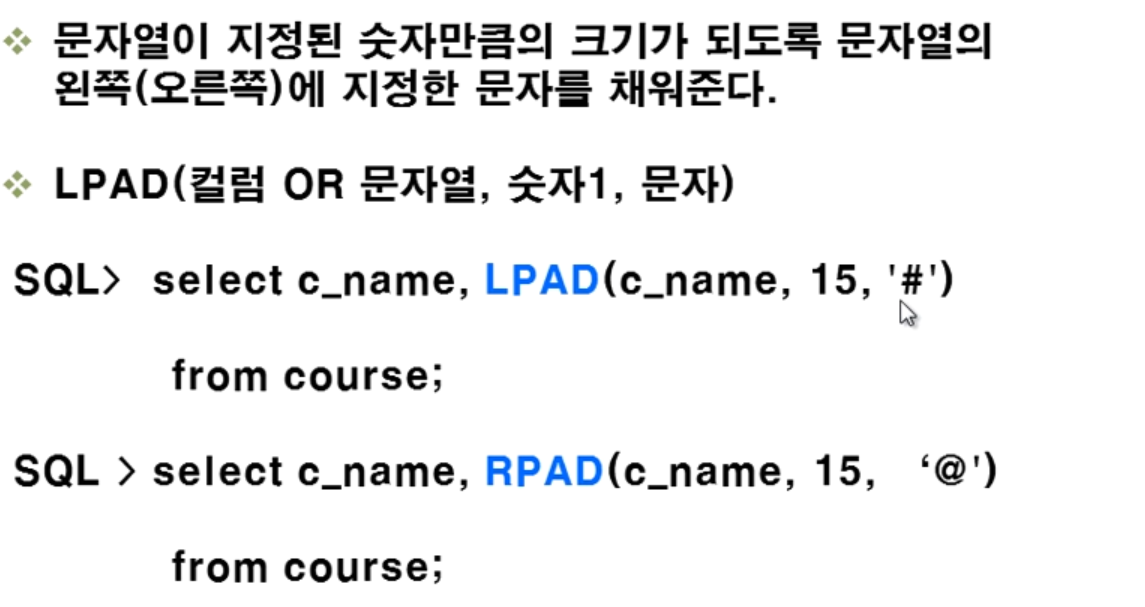 문자열이 지정된 숫자만큼의 크기가 되도록 문자열의
왼쪽(오른쪽)에 지정한 문자를 채워준다.
LPAD(컬럼 OR 문자열, 숫자1, 문자)
SQL> select c_name, LPAD(c_name, 15, '#')
from course;
SQL > select c_name, RPAD(c_name, 15, ‘@')
from course;